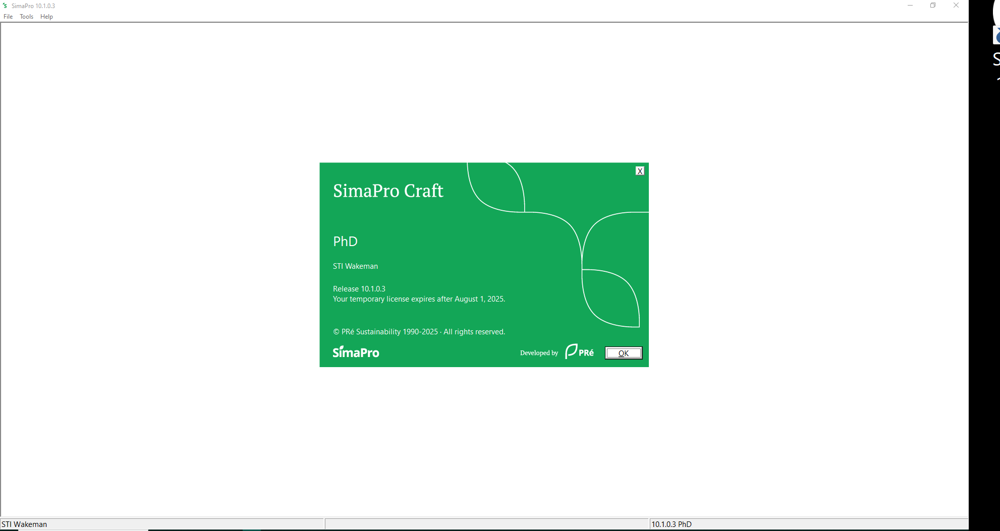 SimaPro 10.1.0.3
File Tools Help
X
SimaPro Craft
PhD
STI Wakeman
Release 10.1.0.3
Your temporary license expires after August 1, 2025.
© PRé Sustainability 1990-2025 · All rights reserved.
SimaPro
Developed by PRé
OK
STI Wakeman
10.1.0.3 PhD